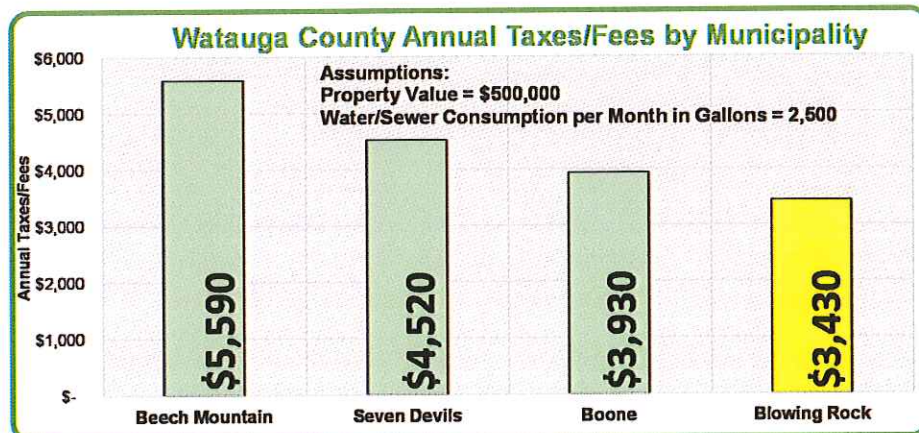 Watauga County Annual Taxes/Fees by Municipality
Assumptions:
Property Value = $500,000
Water/Sewer Consumption per Month in Gallons = 2,500
Annual Taxes/Fees
$6,000
$5,000
$4,000
$3,000
$2,000
$1,000
$-
$5,590
$4,520
$3,930
$3,430
Beech Mountain
Seven Devils
Boone
Blowing Rock